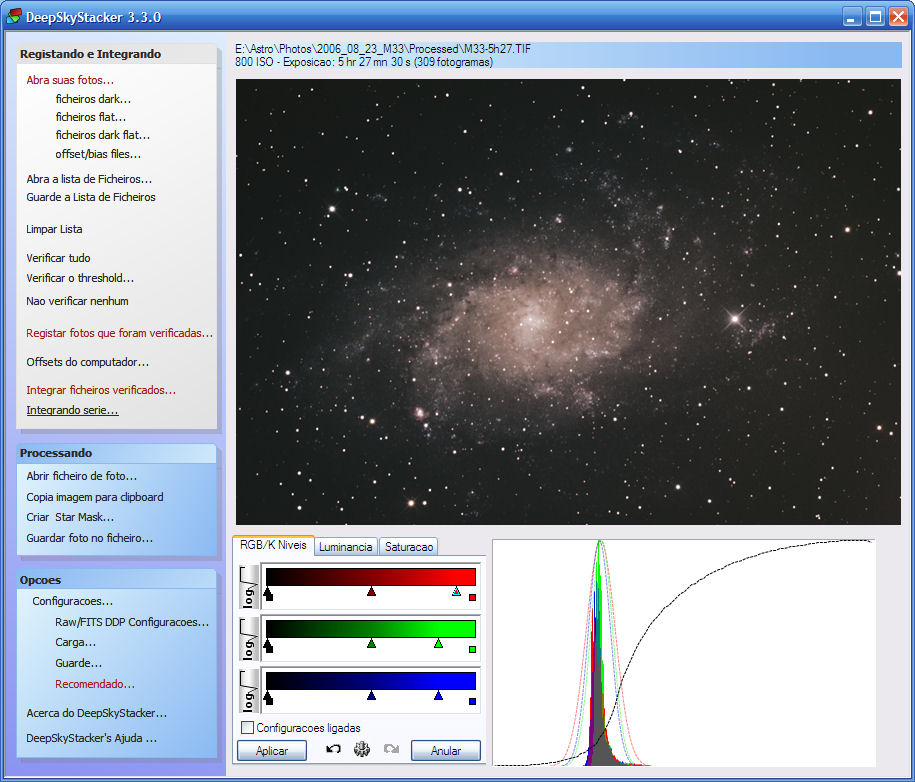 DeepSkyStacker 3.3.0
Registando e Integrando
Abra suas fotos...
ficheiros dark...
ficheiros flat...
ficheiros dark flat...
offset/bias files...
Abra a lista de Ficheiros...
Guarde a Lista de Ficheiros
Limpar Lista
Verificar tudo
Verificar o threshold...
Nao verificar nenhum
Registar fotos que foram verificadas...
Offsets do computador...
Integrar ficheiros verificados...
Integrando serie...
Processando
Abrir ficheiro de foto...
Copia imagem para clipboard
Criar Star Mask...
Guardar foto no ficheiro...
Opcoes
Configuracoes...
Raw/FITS DDP Configuracoes...
Carga...
Guarde...
Recomendado...
Acerca do DeepSkyStacker...
DeepSkyStacker's Ajuda ...
E:\Astro\Photos\2006_08_23_M33\Processed\M33-5h27.TIF
800 ISO - Exposicao: 5 hr 27 mn 30 s (309 fotogramas)
RGB/K Niveis
Luminancia
Saturacao
log
log
log
Configuracoes ligadas
Aplicar
Anular